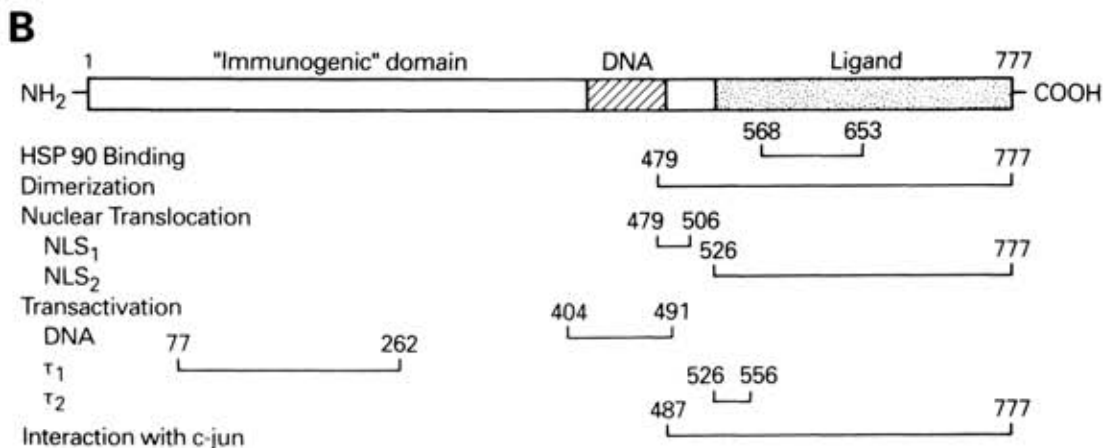 B
1 "Immunogenic" domain DNA Ligand 777
NH₂ COOH
568 653
HSP 90 Binding 479 777
Dimerization
Nuclear Translocation 479 506
NLS₁ 526 777
NLS₂
Transactivation 404 491
DNA 77 262
τ₁ 526 556
τ₂ 487 777
Interaction with c-jun